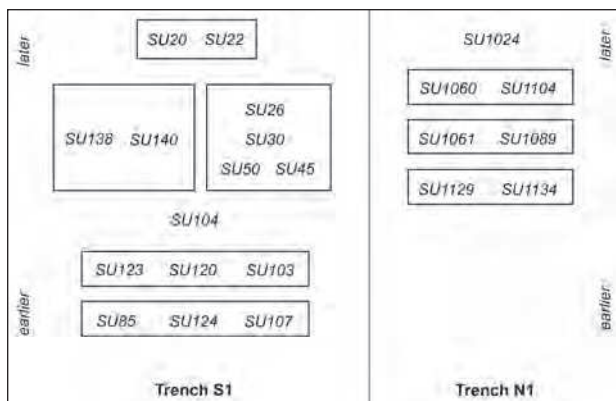 later
SU20 SU22
SU138 SU140
SU26
SU30
SU50 SU45
SU104
SU123 SU120 SU103
SU85 SU124 SU107
earlier
Trench S1
SU1024
later
SU1060 SU1104
SU1061 SU1089
SU1129 SU1134
earlier
Trench N1